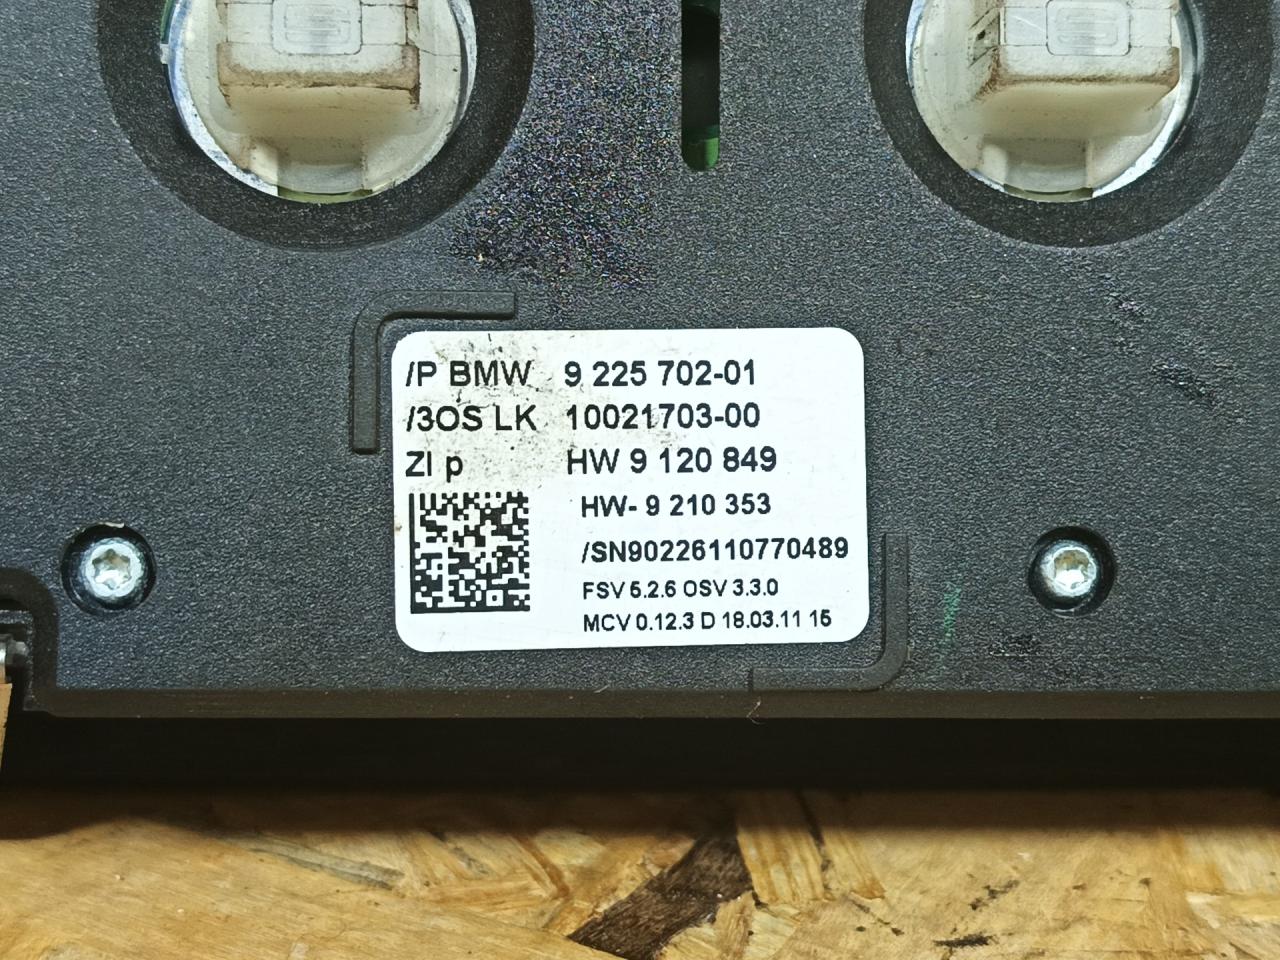 /P BMW 9 225 702-01
/3OS LK 10021703-00
ZI p HW 9 120 849
HW- 9 210 353
/SN90226110770489
FSV 5.2.6 OSV 3.3.0
MCV 0.12.3 D 18.03.11 15